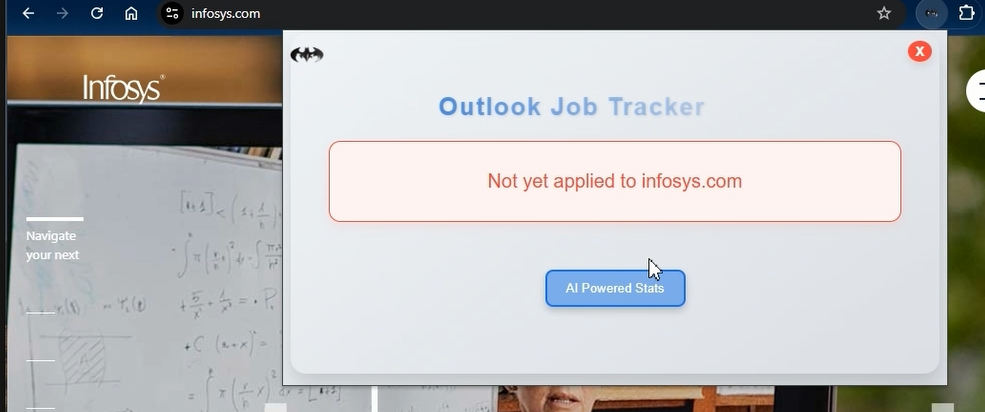 infosys.com
X
Infosys®
Outlook Job Tracker
Not yet applied to infosys.com
Navigate
your next
AI Powered Stats